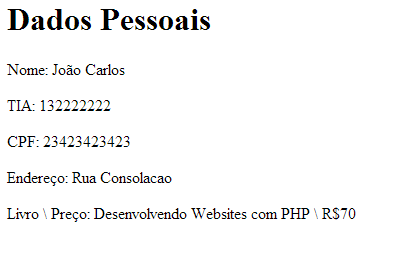 Dados Pessoais
Nome: João Carlos
TIA: 132222222
CPF: 23423423423
Endereço: Rua Consolacao
Livro \ Preço: Desenvolvendo Websites com PHP \ R$70